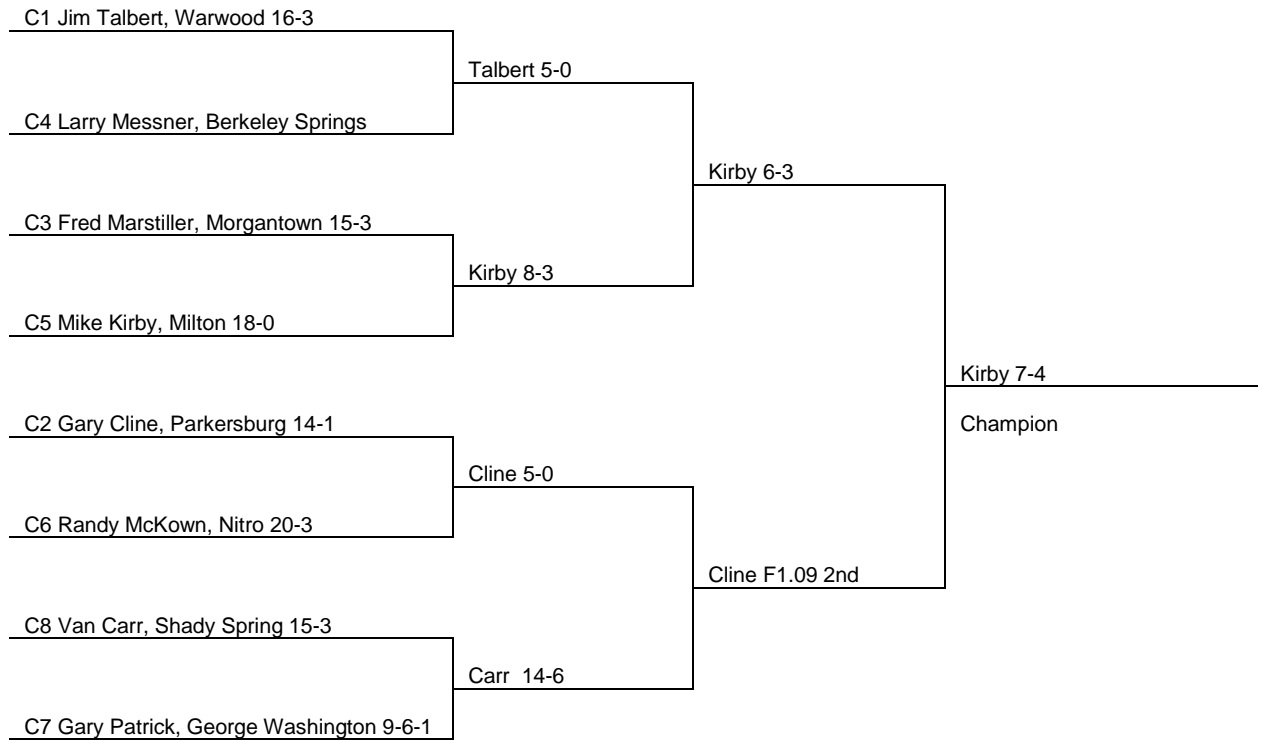 C1 Jim Talbert, Warwood 16-3
Talbert 5-0
C4 Larry Messner, Berkeley Springs
Kirby 6-3
C3 Fred Marstiller, Morgantown 15-3
Kirby 8-3
C5 Mike Kirby, Milton 18-0
Kirby 7-4
C2 Gary Cline, Parkersburg 14-1
Champion
Cline 5-0
C6 Randy McKown, Nitro 20-3
Cline F1.09 2nd
C8 Van Carr, Shady Spring 15-3
Carr  14-6
C7 Gary Patrick, George Washington 9-6-1